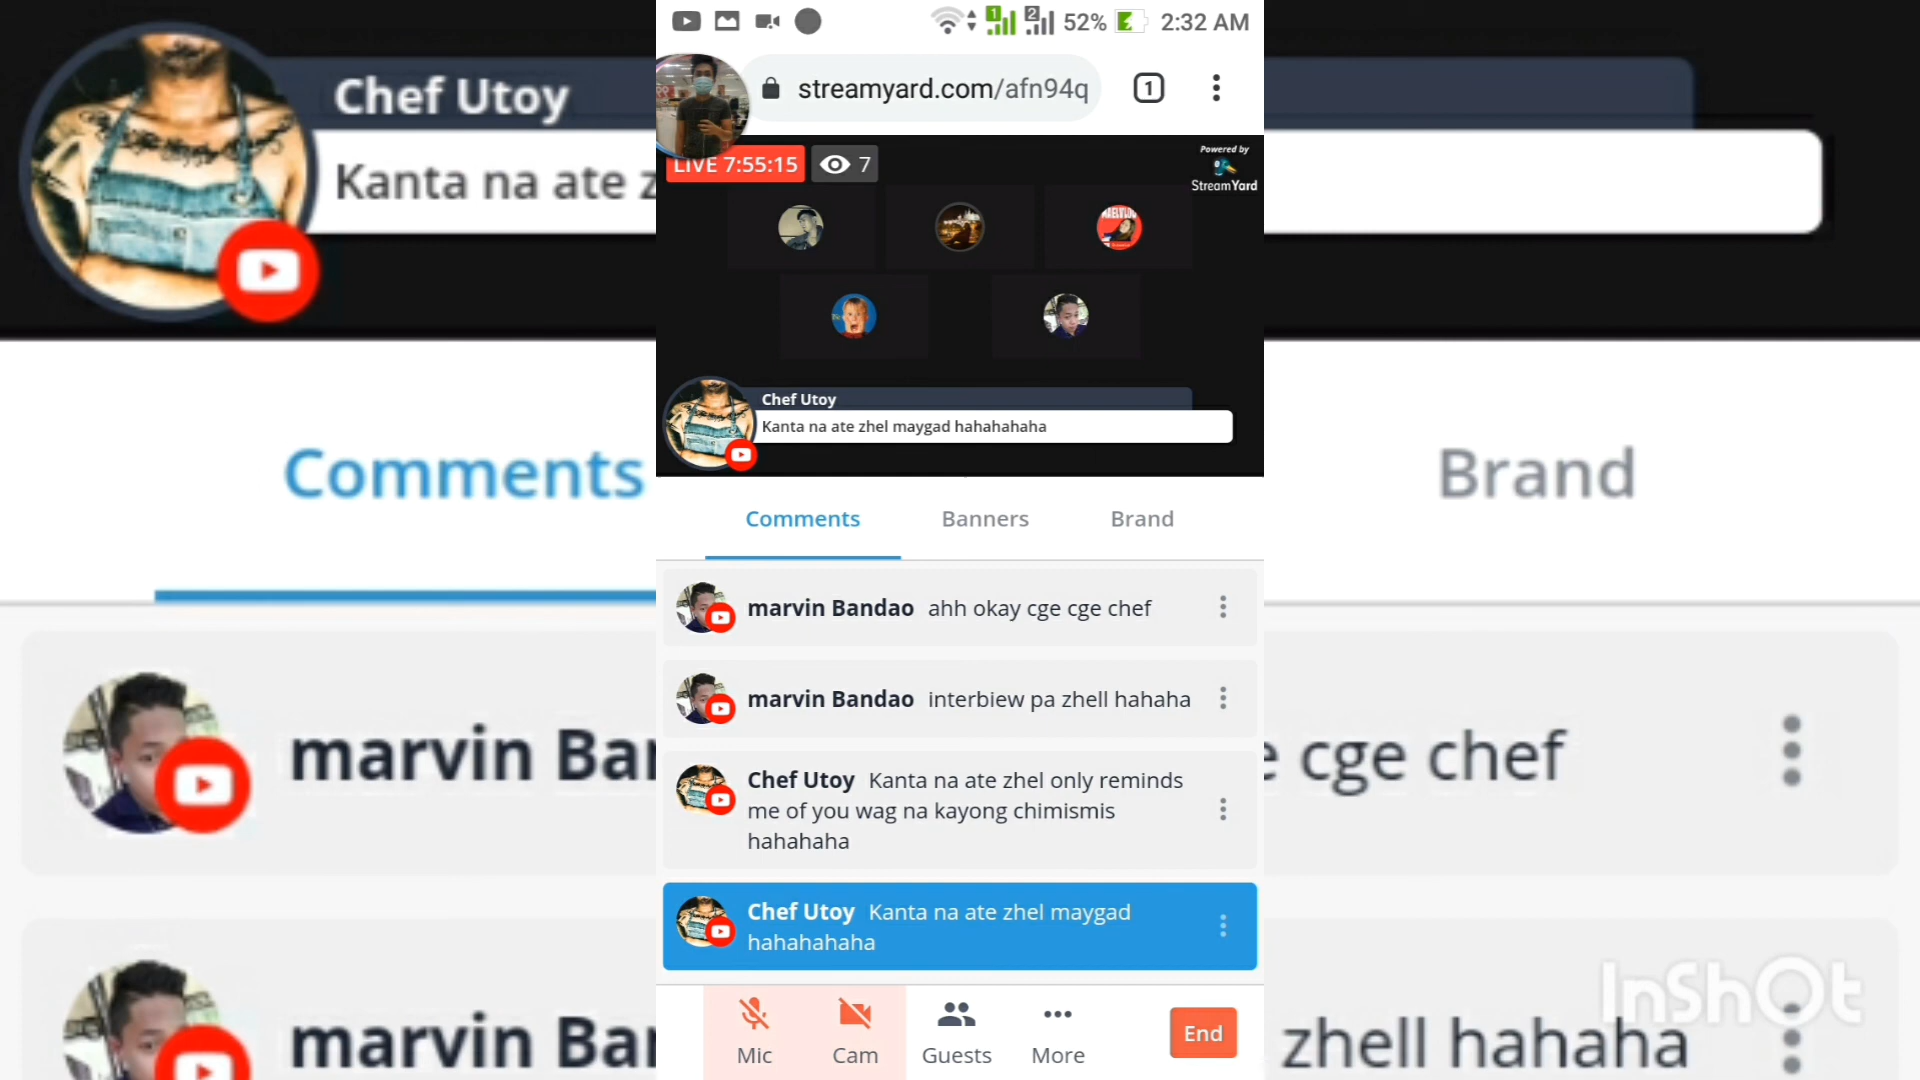 Chef Utoy
Kanta na ate z
Comments
marvin Bar
marvin Bar
52% 2:32 AM
streamyard.com/afn94q
1
LIVE 7:55:15 7
Powered by
StreamYard
Chef Utoy
Kanta na ate zhel maygad hahahahaha
Comments Banners Brand
marvin Bandao ahh okay cge cge chef
marvin Bandao interbiew pa zhell hahaha
Chef Utoy Kanta na ate zhel only reminds
me of you wag na kayong chimismis
hahahaha
Chef Utoy Kanta na ate zhel maygad
hahahahaha
Mic Cam Guests More End
Brand
e cge chef
zhell hahaha
InShOt